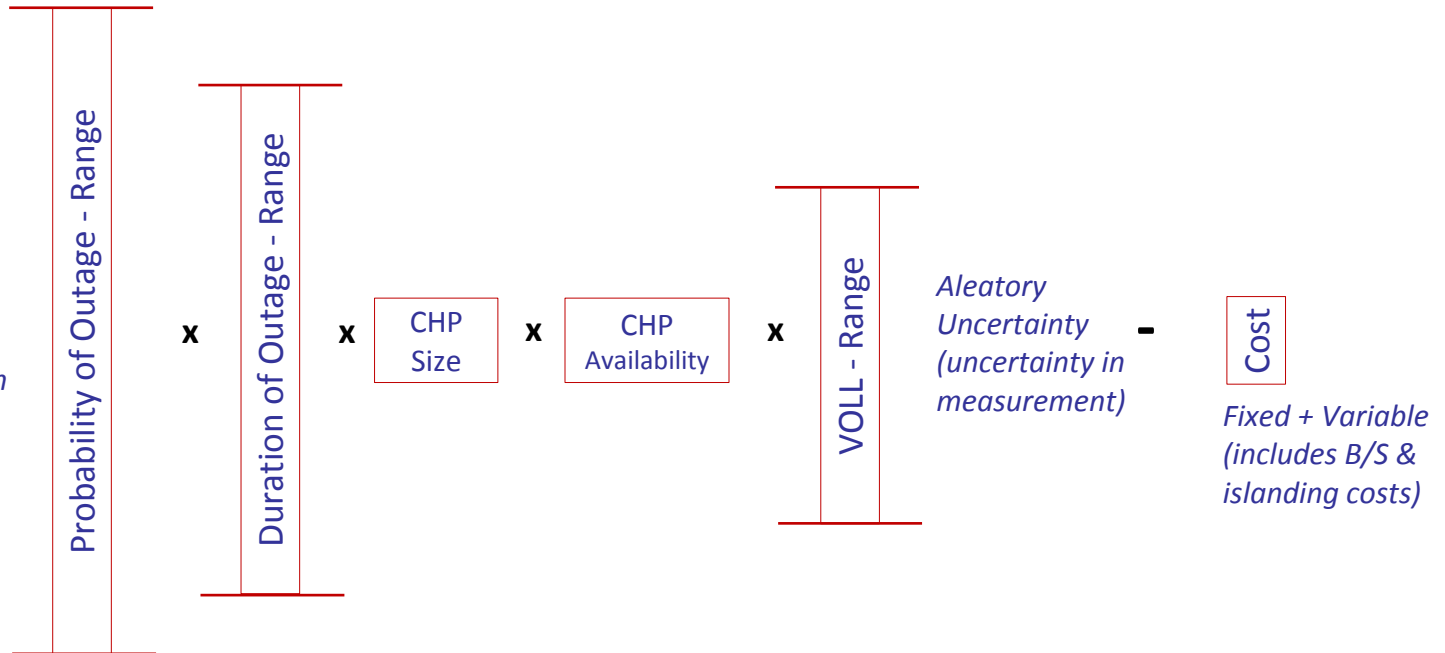 Probability of Outage - Range
x
Duration of Outage - Range
x
CHP
Size
x
CHP
Availability
x
VOLL - Range
Aleatory
Uncertainty
(uncertainty in
measurement)
-
Cost
Fixed + Variable
(includes B/S &
islanding costs)